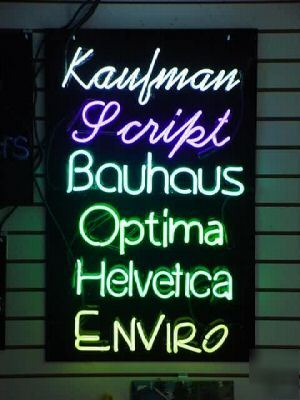 Kaufman
Script
Bauhaus
Optima
Helvetica
ENVIRO